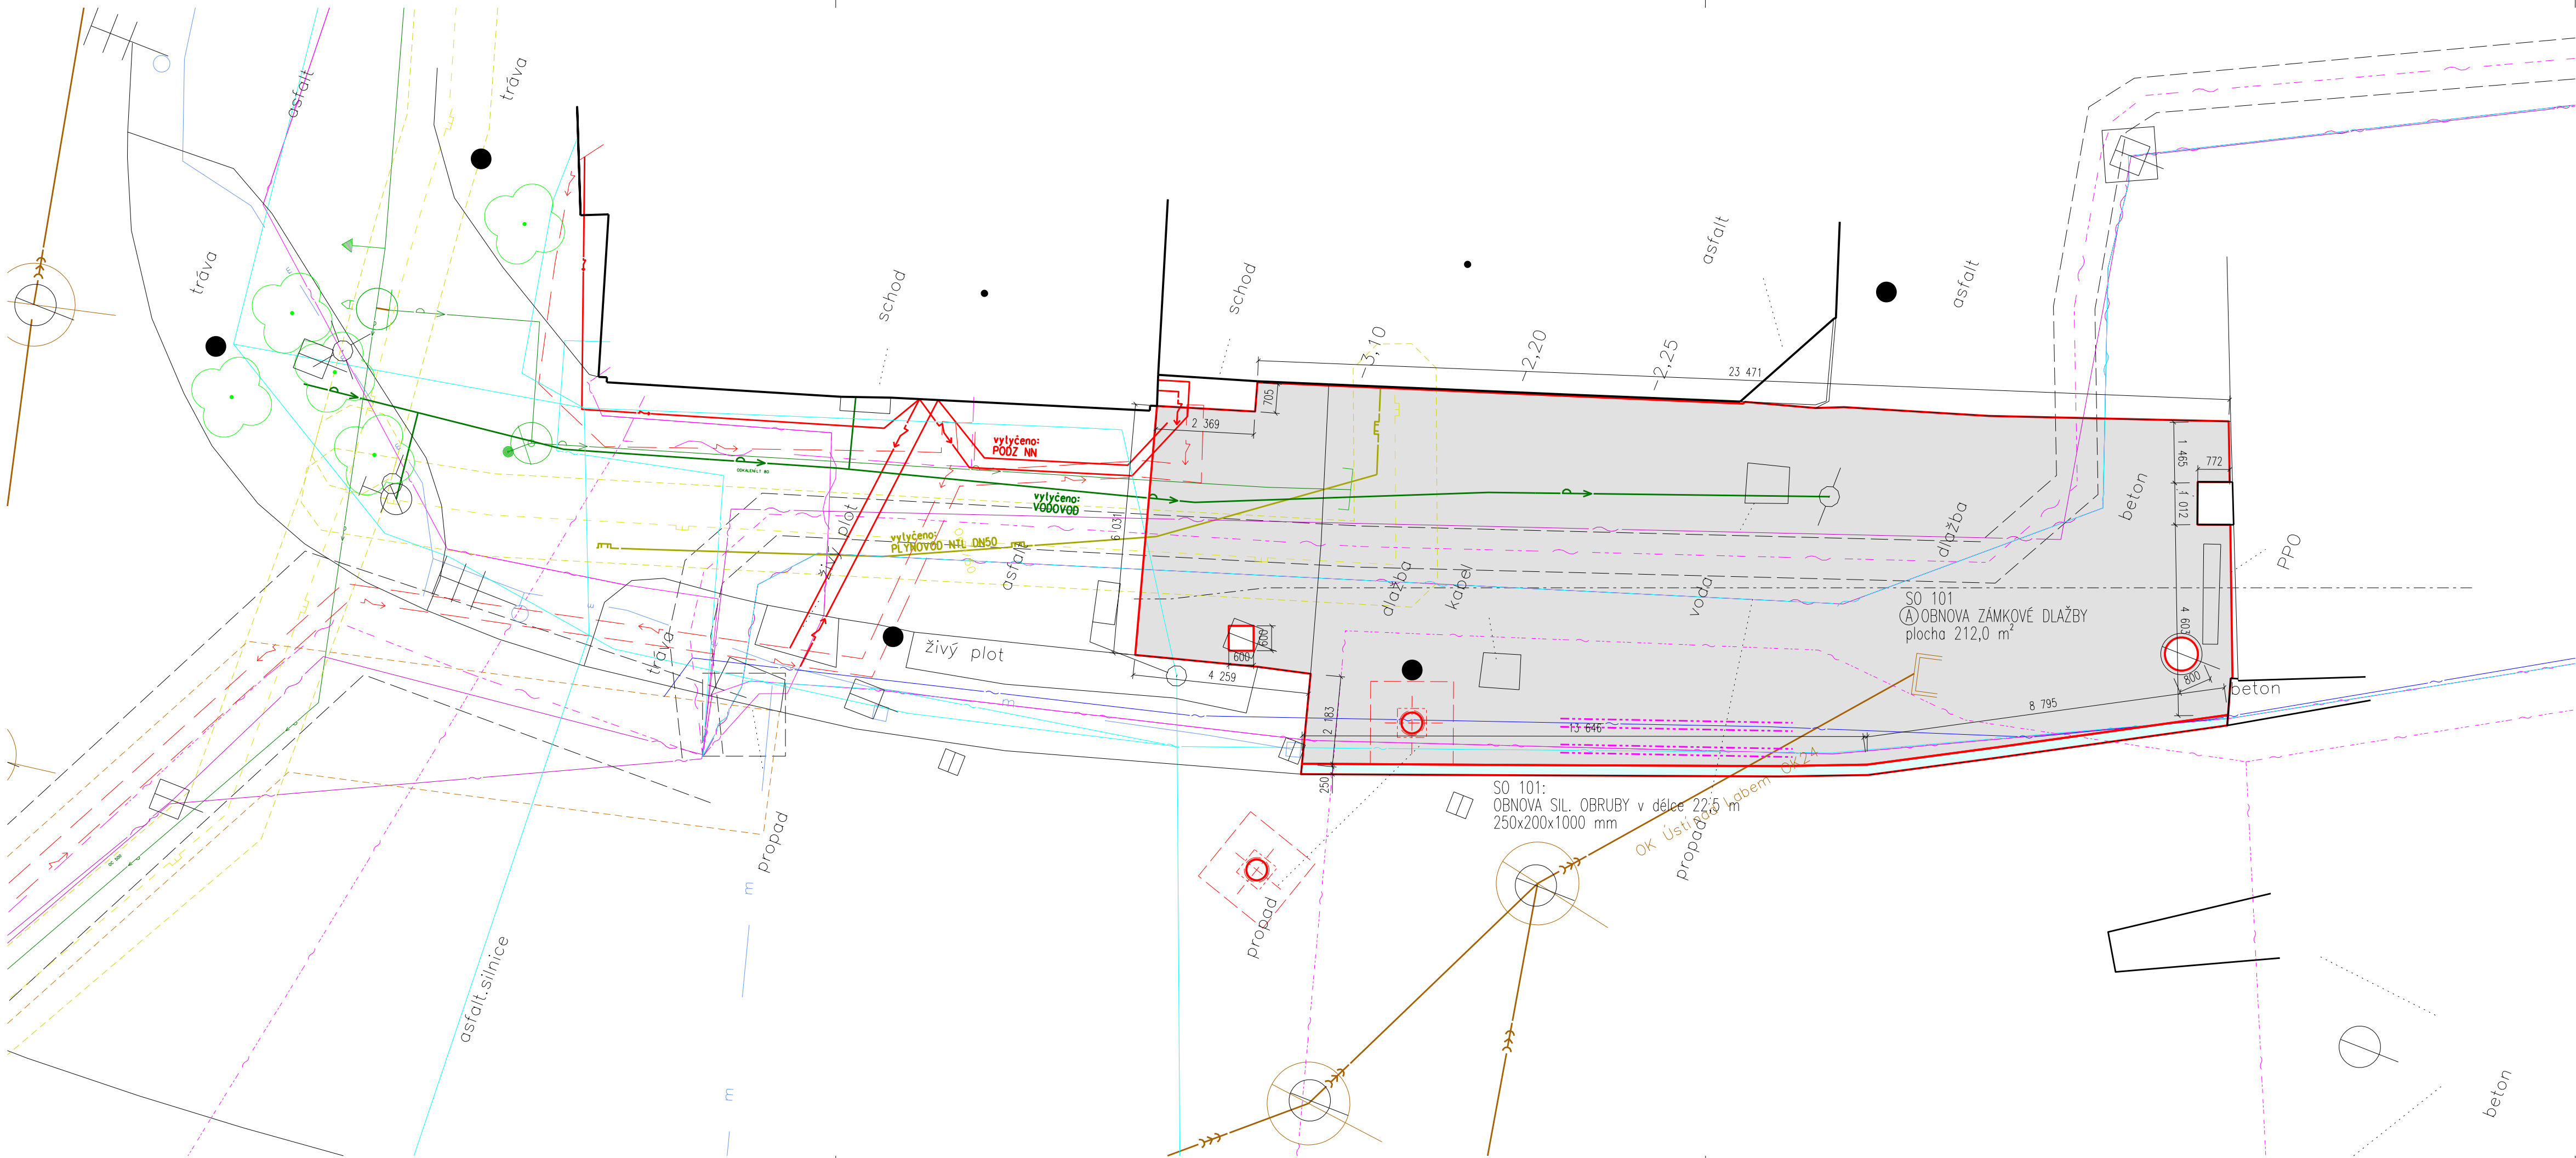 asfalt
tráva
tráva
schod
schod
asfalt
asfalt
-3,10
-2,20
-2,25
23 471
705
2 369
vytyčeno:
PODZ NN
vytyčeno:
VODOVOD
vytyčeno:
PLYNOVOD NTL DN50
6 031
asfalt
živý plot
živý plot
tráva
600
600
4 259
dlažba
kabel
voda
dlažba
beton
1 465
772
1 012
4 603
800
PPO
SO 101
A OBNOVA ZÁMKOVÉ DLAŽBY
plocha 212,0 m²
beton
8 795
2 183
13 646
250
SO 101:
OBNOVA SIL. OBRUBY v délce 22,5 m
250x200x1000 mm
OK Ústí nad Labem OK24
propad
propad
propad
asfalt.silnice
beton